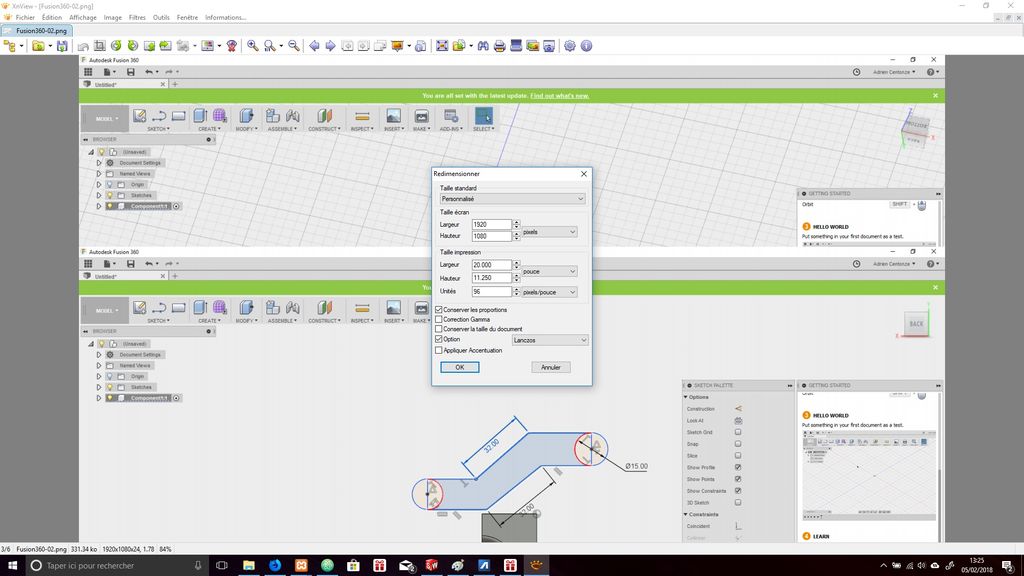 XnView - [Fusion360-02.png]
Fichier Édition Affichage Image Filtres Outils Fenêtre Informations...
Fusion360-02.png
Autodesk Fusion 360
Adrien Centonze
Untitled*
You are all set with the latest update. Find out what's new.
MODEL
SKETCH CREATE MODIFY ASSEMBLE CONSTRUCT INSPECT INSERT MAKE ADD-INS SELECT
BROWSER
(Unsaved)
Document Settings
Named Views
Origin
Sketches
Component1:1
GETTING STARTED
Orbit SHIFT
3 HELLO WORLD
Put something in your first document as a test.
Redimensionner
Taille standard
Personnalisé
Taille écran
Largeur 1920
Hauteur 1080
pixels
Taille impression
Largeur 20.000
Hauteur 11.250
pouce
Unités 96 pixels/pouce
Conserver les proportions
Correction Gamma
Conserver la taille du document
Option Lanczos
Appliquer Accentuation
OK Annuler
Autodesk Fusion 360
Adrien Centonze
Untitled*
MODEL
SKETCH CREATE MODIFY ASSEMBLE CONSTRUCT INSPECT INSERT
BROWSER
(Unsaved)
Document Settings
Named Views
Origin
Sketches
Component1:1
BACK
SKETCH PALETTE
Options
Construction
Look At
Sketch Grid
Snap
Slice
Show Profile
Show Points
Show Constraints
3D Sketch
Constraints
Coincident
GETTING STARTED
3 HELLO WORLD
Put something in your first document as a test.
4 LEARN
32.00
Ø15.00
3/6 Fusion360-02.png 331.34 ko 1920x1080x24, 1.78 84%
Taper ici pour rechercher
13:25
05/02/2018